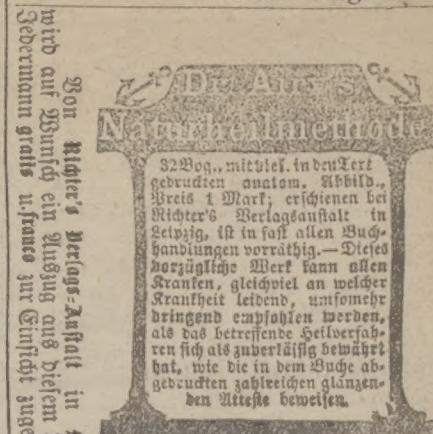 Dr. Airy's
Naturheilmethode
32 Bog., mit viel. in den Text
gedruckten anatom. Abbild.,
Preis 1 Mark; erschienen bei
Richter's Verlagsanstalt in
Leipzig, ist in fast allen Buch-
handlungen vorräthig. — Dieses
vorzügliche Werk kann allen
Kranken, gleichviel an welcher
Krankheit leidend, umsomehr
dringend empfohlen werden,
als das betreffende Heilverfah-
ren sich als zuverläßig bewährt
hat, wie die in dem Buche ab-
gedruckten zahlreichen glänzen-
den Atteste beweisen.
Von Richter's Verlags-Anstalt in
wird auf Wunsch ein Auszug aus diesem
Jedermann gratis u. franco zur Einsicht